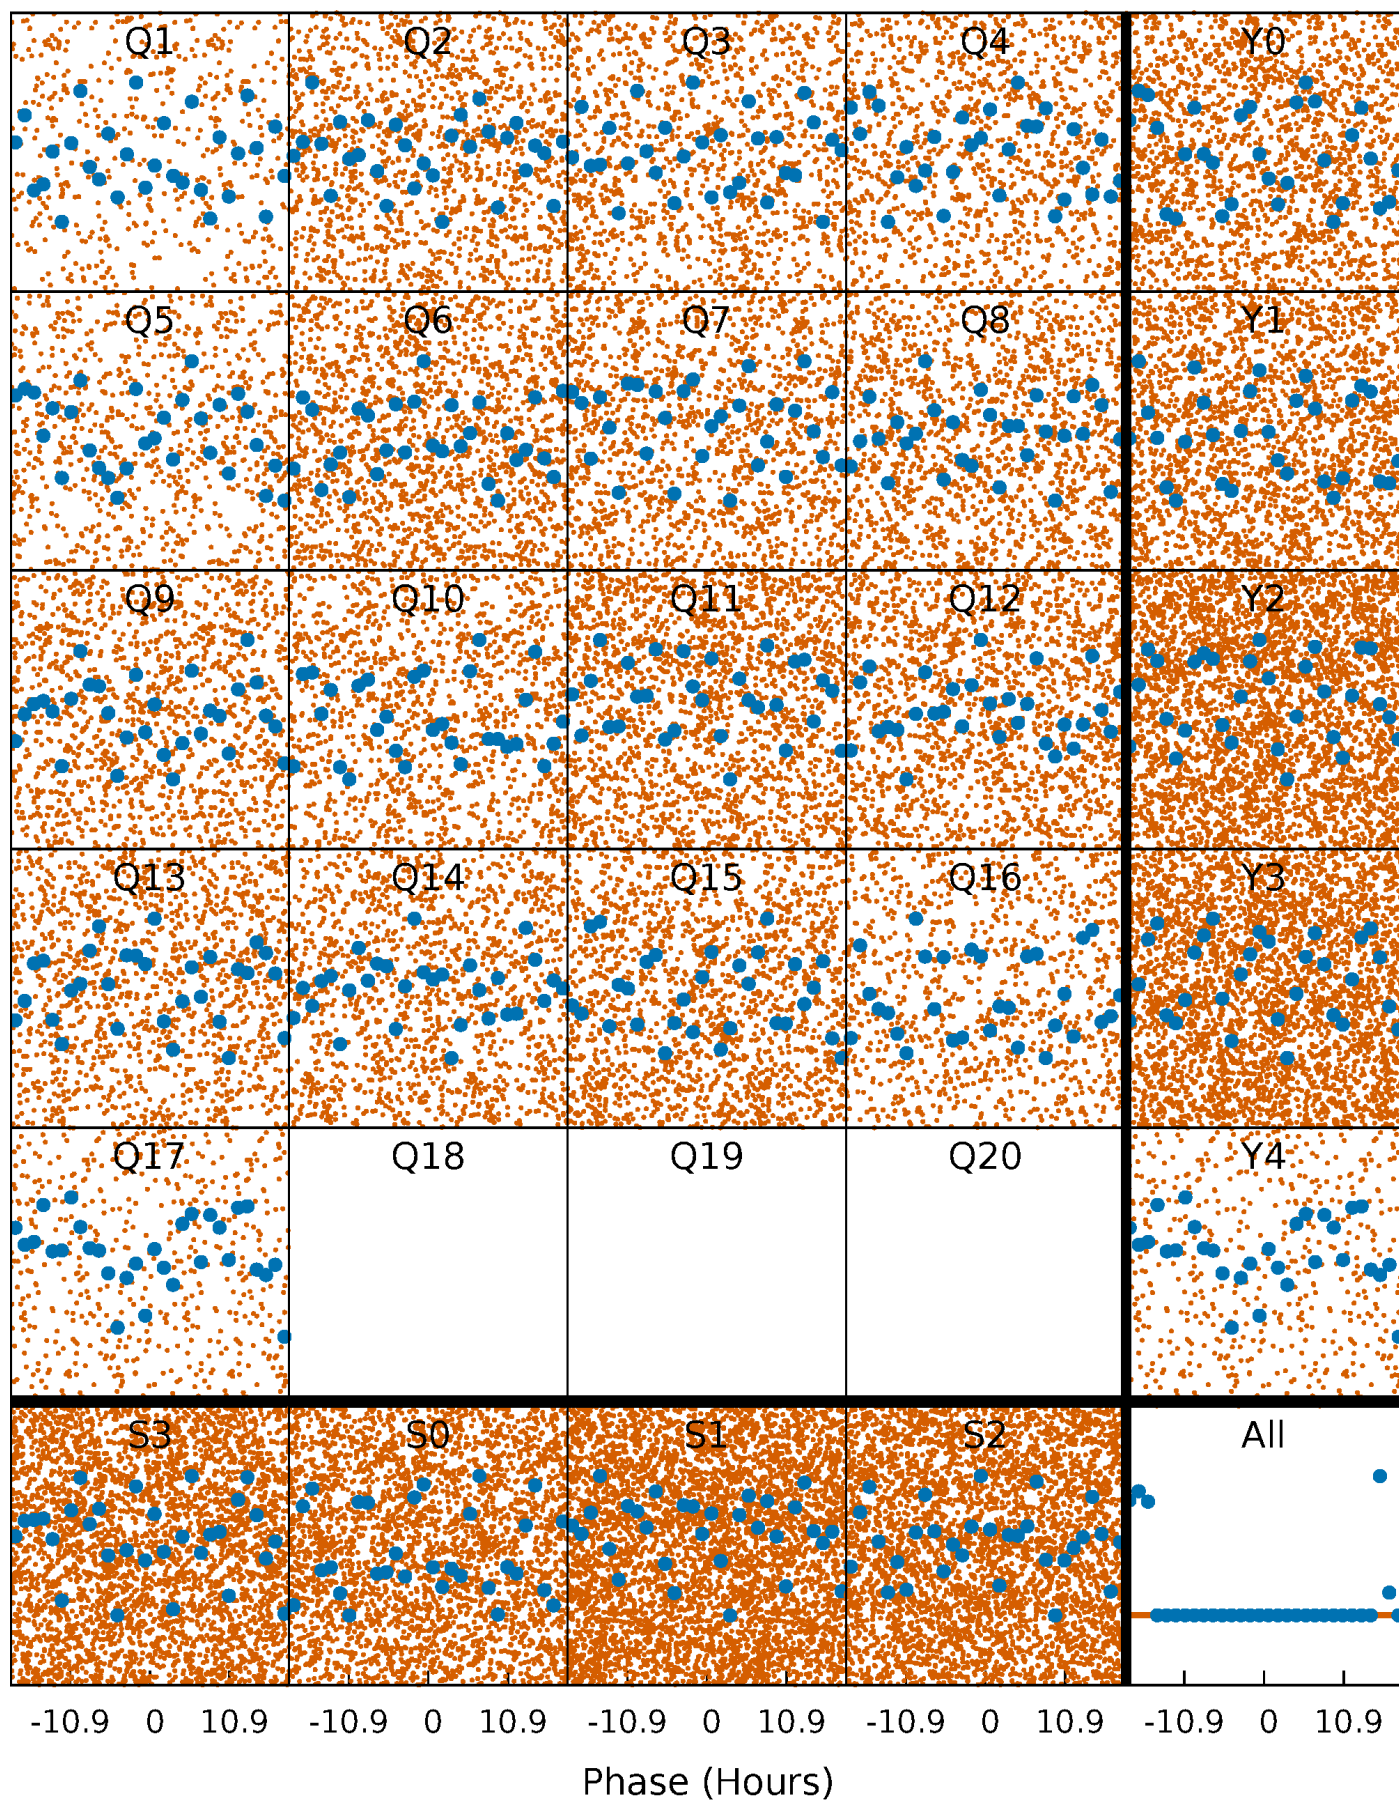 Q1 Q2 Q3 Q4 Y0
Q5 Q6 Q7 Q8 Y1
Q9 Q10 Q11 Q12 Y2
Q13 Q14 Q15 Q16 Y3
Q17 Q18 Q19 Q20 Y4
S3 S0 S1 S2 All
-10.9 0 10.9 -10.9 0 10.9 -10.9 0 10.9 -10.9 0 10.9 -10.9 0 10.9
Phase (Hours)